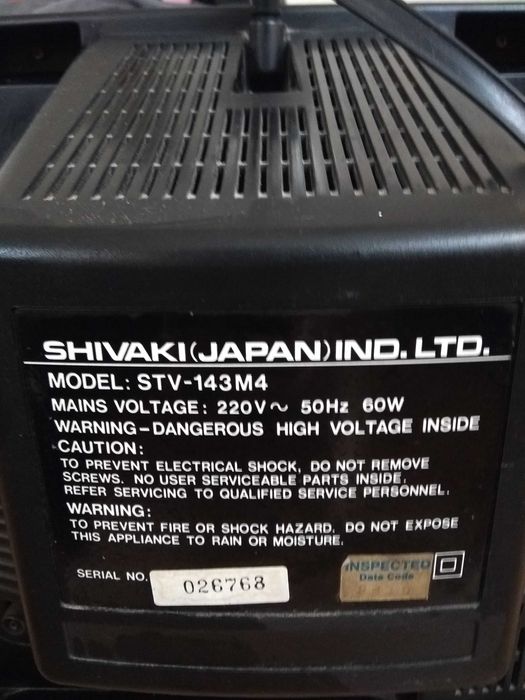 SHIVAKI(JAPAN)IND. LTD.
MODEL: STV-143M4
MAINS VOLTAGE: 220V~ 50Hz 60W
WARNING-DANGEROUS HIGH VOLTAGE INSIDE
CAUTION:
TO PREVENT ELECTRICAL SHOCK, DO NOT REMOVE
SCREWS. NO USER SERVICEABLE PARTS INSIDE.
REFER SERVICING TO QUALIFIED SERVICE PERSONNEL.
WARNING:
TO PREVENT FIRE OR SHOCK HAZARD. DO NOT EXPOSE
THIS APPLIANCE TO RAIN OR MOISTURE.
SERIAL NO. 026768
INSPECTED
Date Code